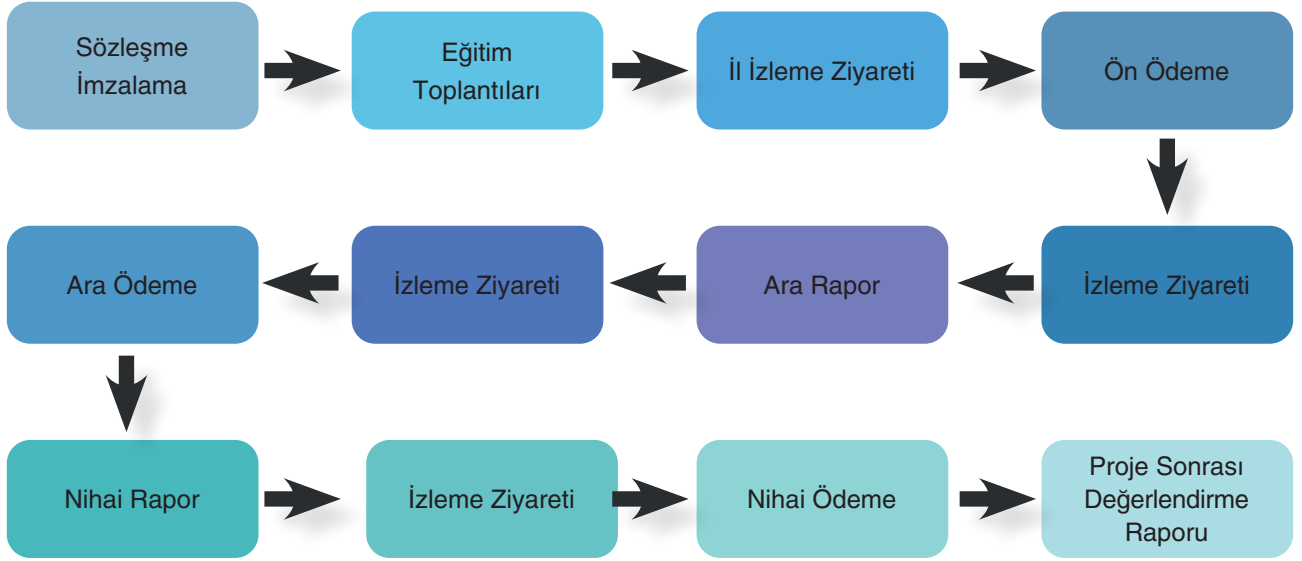 Sözleşme
İmzalama
Eğitim
Toplantıları
İl İzleme Ziyareti
Ön Ödeme
İzleme Ziyareti
Ara Rapor
İzleme Ziyareti
Ara Ödeme
Nihai Rapor
İzleme Ziyareti
Nihai Ödeme
Proje Sonrası
Değerlendirme
Raporu